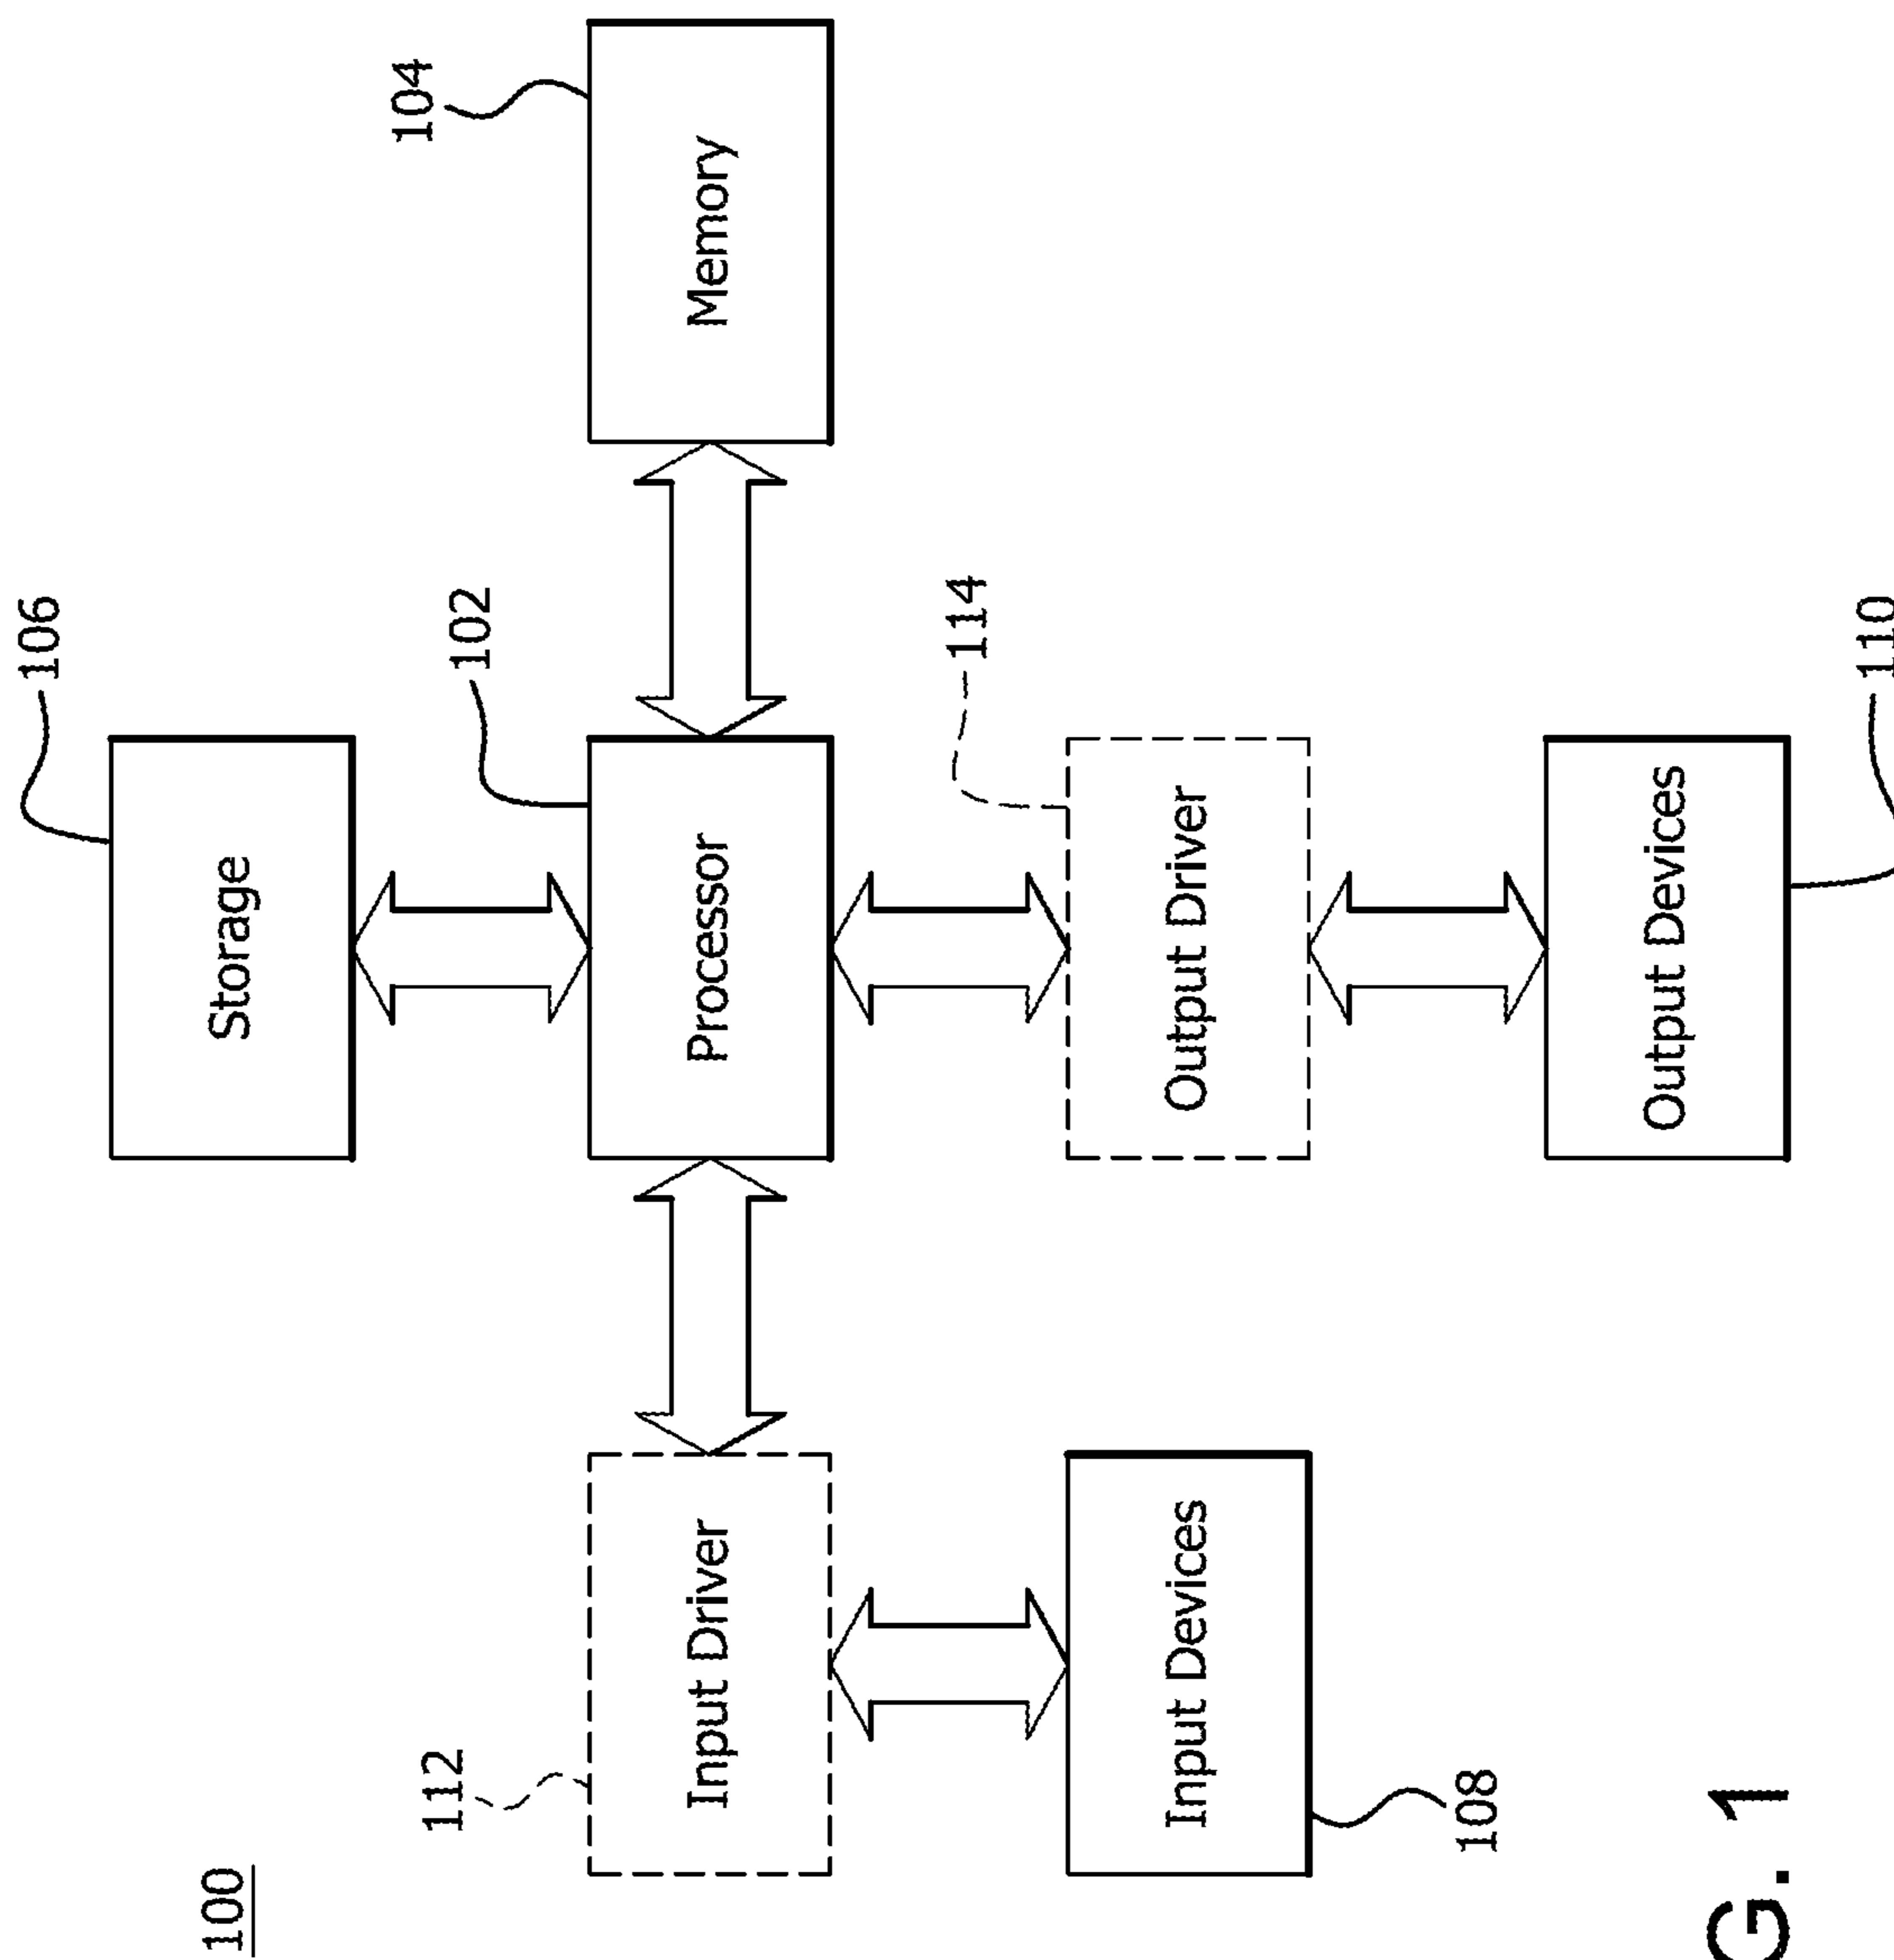 106
100
Storage
104
112
102
Input Driver
Processor
Memory
114
Input Devices
Output Driver
108
Output Devices
G. 1
110